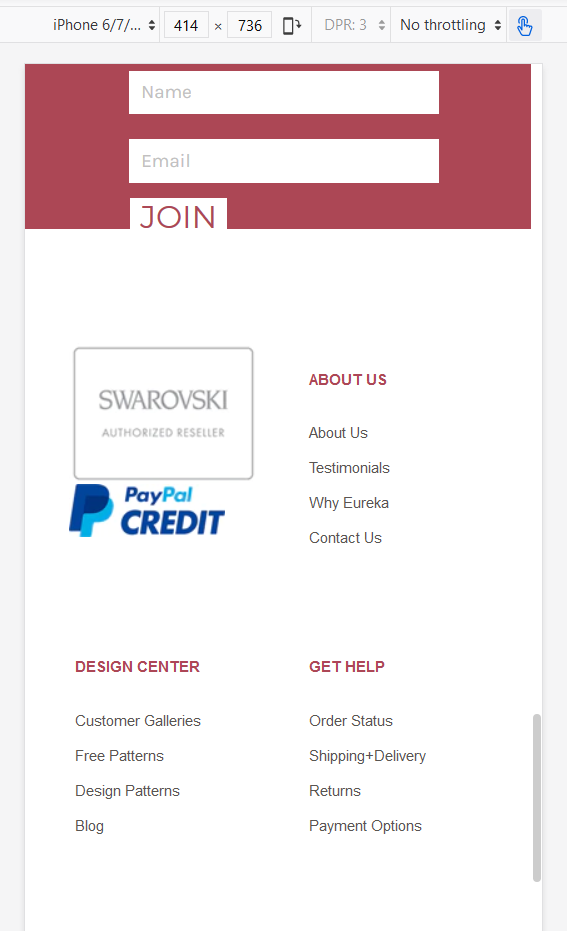 iPhone 6/7/... 414 × 736 DPR: 3 No throttling
Name
Email
JOIN
SWAROVSKI
AUTHORIZED RESELLER
PayPal
CREDIT
ABOUT US
About Us
Testimonials
Why Eureka
Contact Us
DESIGN CENTER
Customer Galleries
Free Patterns
Design Patterns
Blog
GET HELP
Order Status
Shipping+Delivery
Returns
Payment Options